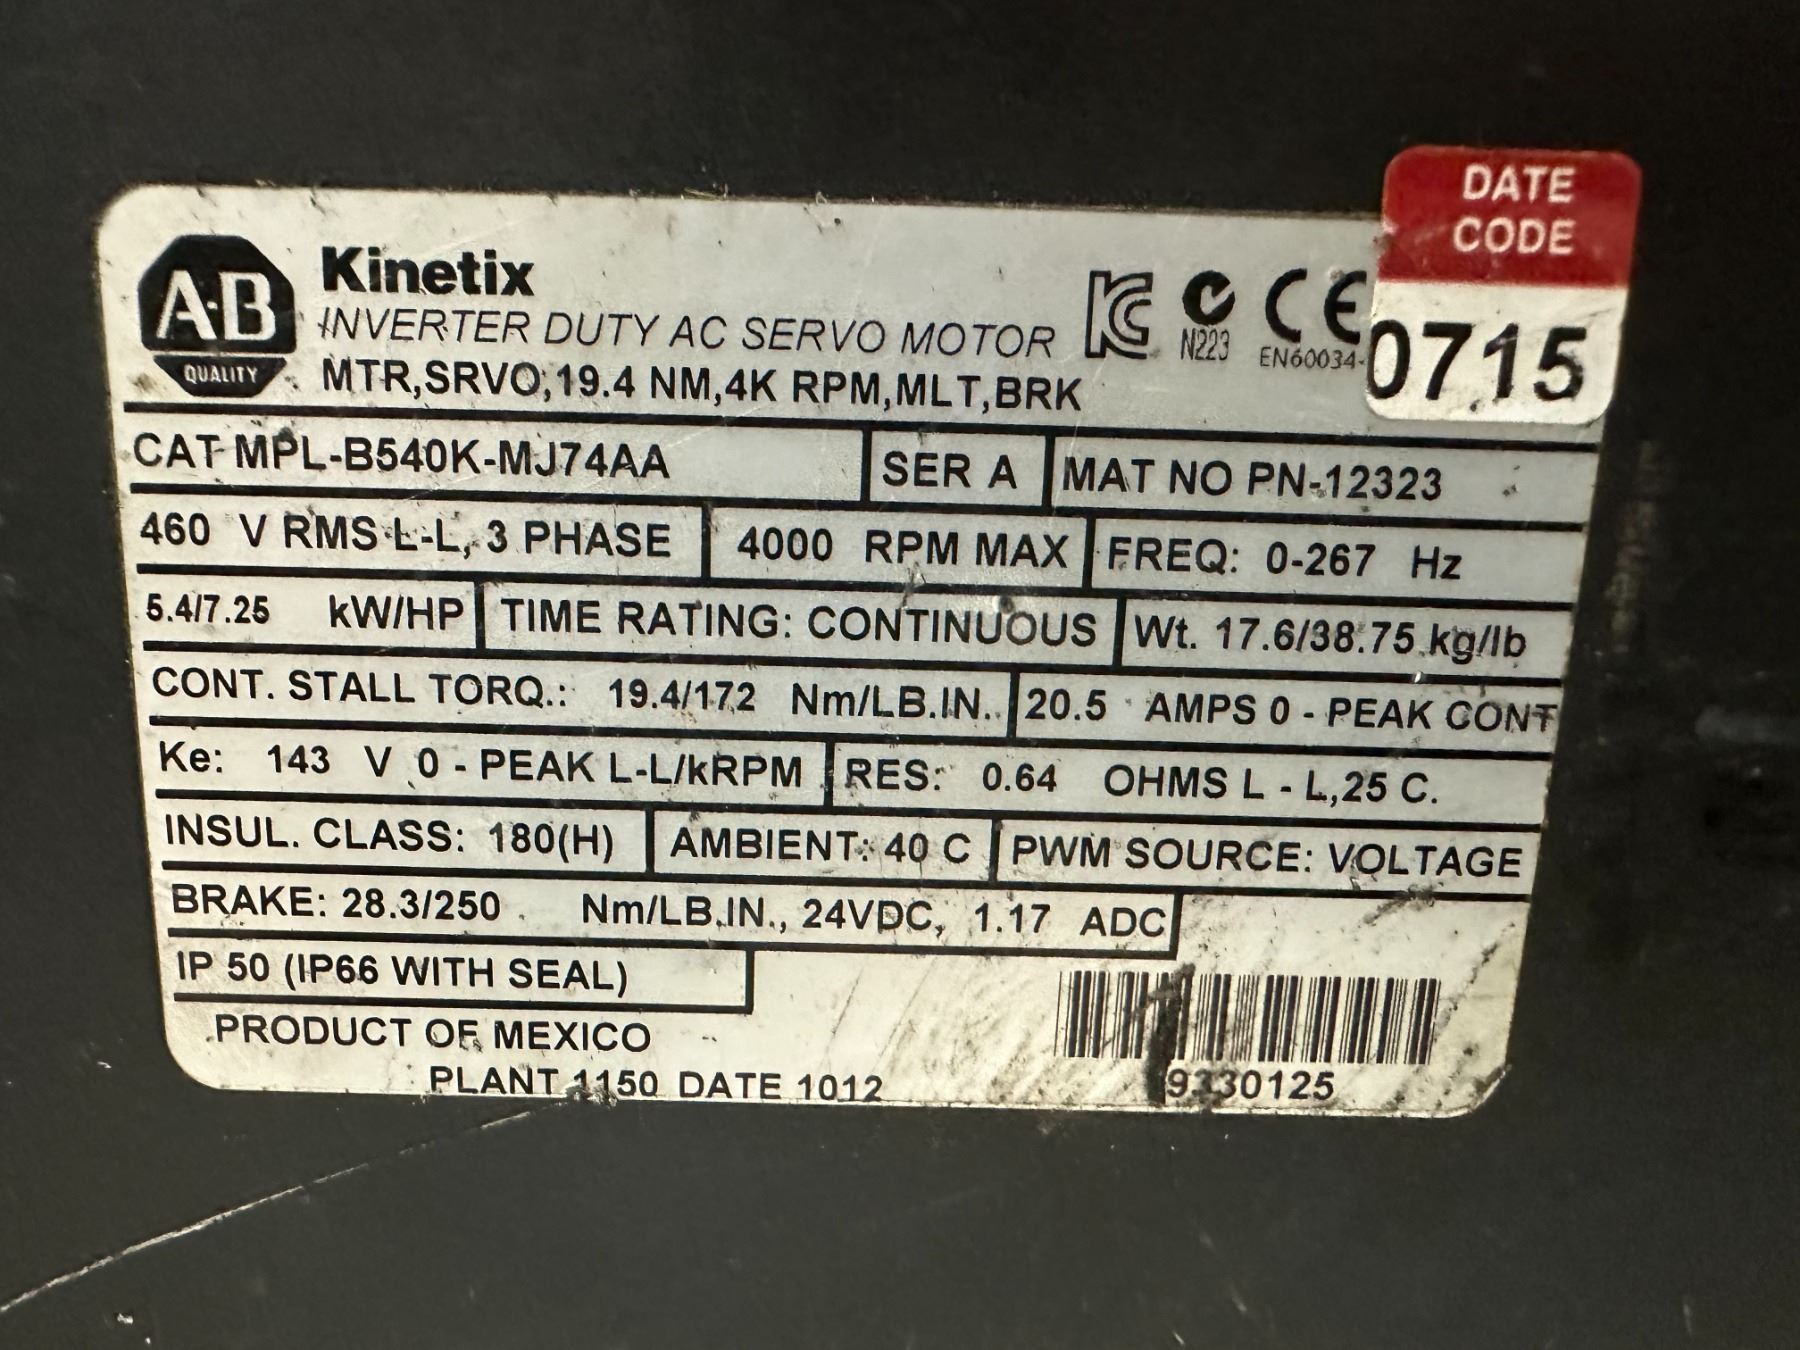 DATE
CODE
0715
A-B
QUALITY
Kinetix
INVERTER DUTY AC SERVO MOTOR
MTR,SRVO,19.4 NM,4K RPM,MLT,BRK
N223
CE
EN60034-
CAT MPL-B540K-MJ74AA SER A MAT NO PN-12323
460 V RMS L-L, 3 PHASE 4000 RPM MAX FREQ: 0-267 Hz
5.4/7.25 kW/HP TIME RATING: CONTINUOUS Wt. 17.6/38.75 kg/lb
CONT. STALL TORQ.: 19.4/172 Nm/LB.IN. 20.5 AMPS 0 - PEAK CONT
Ke: 143 V 0 - PEAK L-L/kRPM RES: 0.64 OHMS L - L,25 C.
INSUL. CLASS: 180(H) AMBIENT: 40 C PWM SOURCE: VOLTAGE
BRAKE: 28.3/250 Nm/LB.IN., 24VDC, 1.17 ADC
IP 50 (IP66 WITH SEAL)
PRODUCT OF MEXICO
PLANT 1150 DATE 1012
9330125